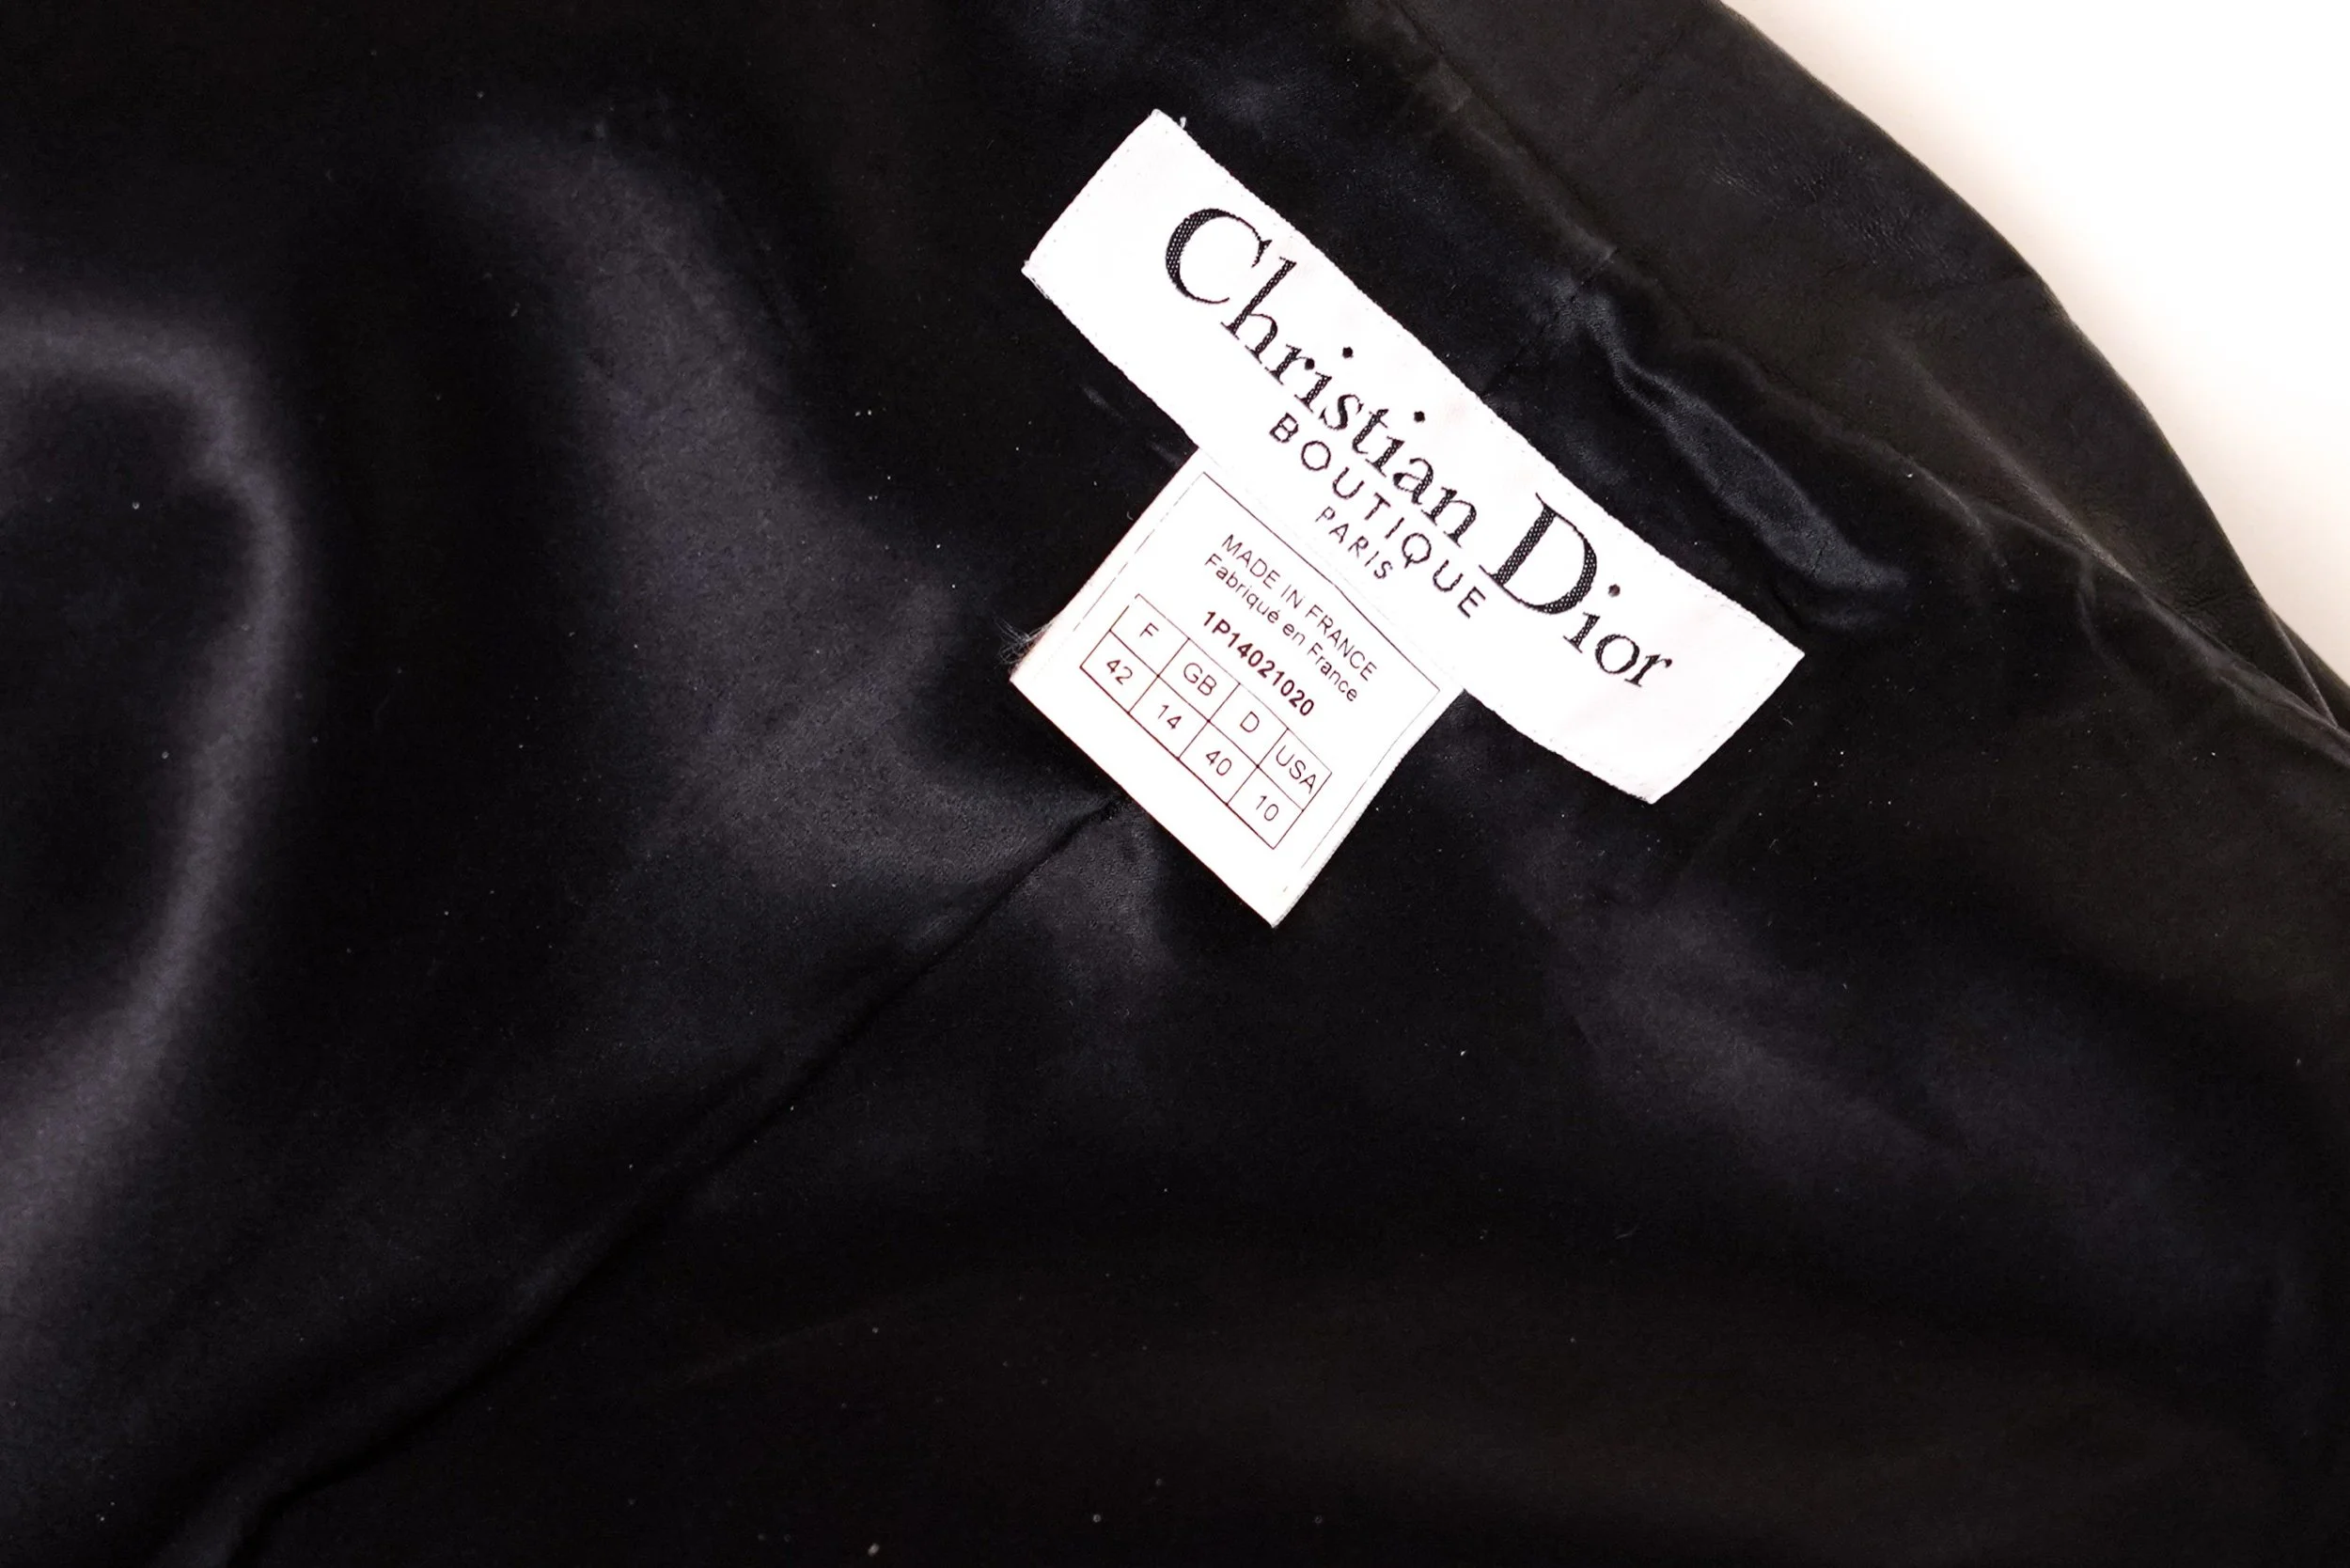 Christian Dior
BOUTIQUE
PARIS
MADE IN FRANCE
Fabriqué en France
1P14021020
F GB D USA
42 14 40 10